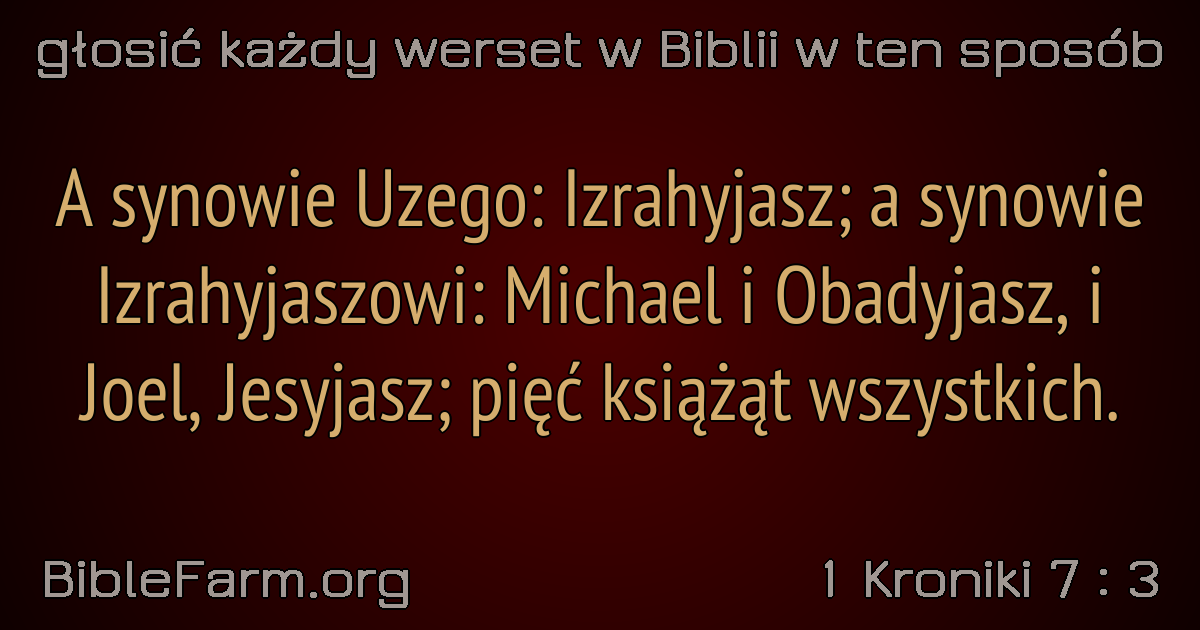 głosić każdy werset w Biblii w ten sposób
A synowie Uzego: Izrahyjasz; a synowie
Izrahyjaszowi: Michael i Obadyjasz, i
Joel, Jesyjasz; pięć książąt wszystkich.
BibleFarm.org
1 Kroniki 7 : 3